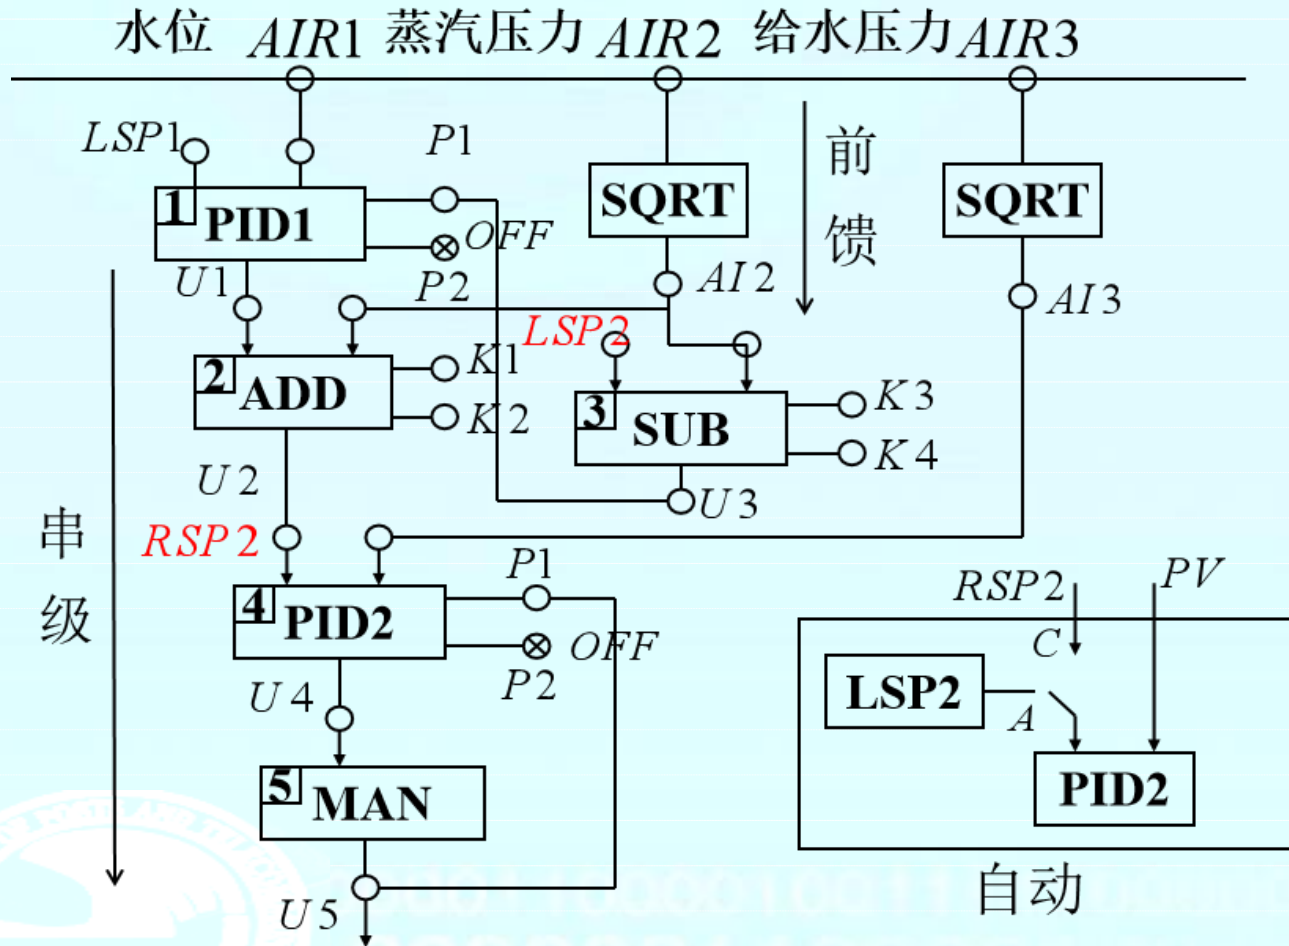 水位 AIR1 蒸汽压力 AIR2 给水压力 AIR3
LSP1
P1
前馈
1 PID1
SQRT
SQRT
OFF
U1
P2
AI2
AI3
LSP2
K1
2 ADD
K2
3 SUB
K3
K4
U2
U3
串级
RSP2
P1
RSP2
PV
4 PID2
OFF
C
P2
LSP2
U4
A
5 MAN
PID2
自动
U5